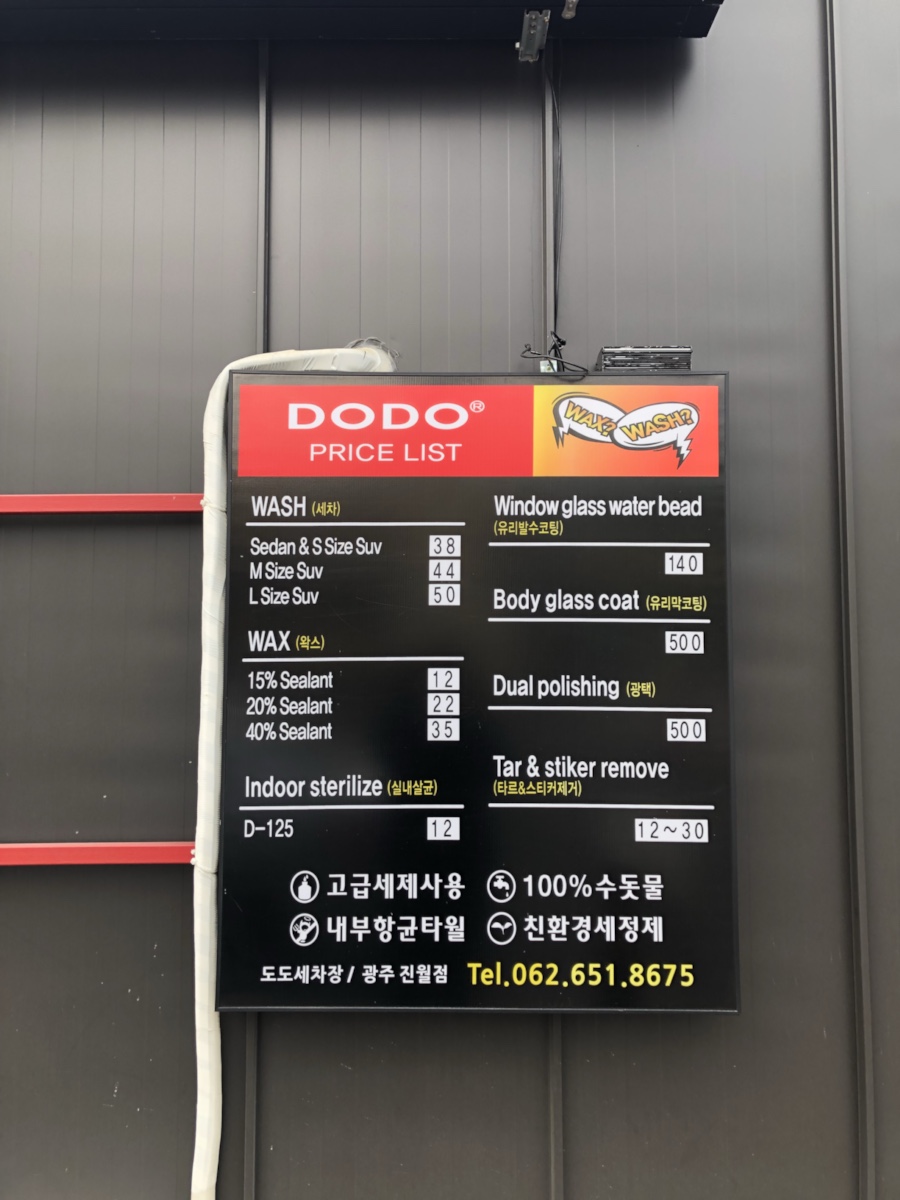 DODO®
PRICE LIST
WAX? WASH?
WASH (세차)
Sedan & S Size Suv 38
M Size Suv 44
L Size Suv 50
WAX (왁스)
15% Sealant 12
20% Sealant 22
40% Sealant 35
Indoor sterilize (실내살균)
D-125 12
Window glass water bead
(유리발수코팅)
140
Body glass coat (유리막코팅)
500
Dual polishing (광택)
500
Tar & stiker remove
(타르&스티커제거)
12~30
고급세제사용 100%수돗물
내부항균타월 친환경세정제
도도세차장 / 광주 진월점 Tel.062.651.8675